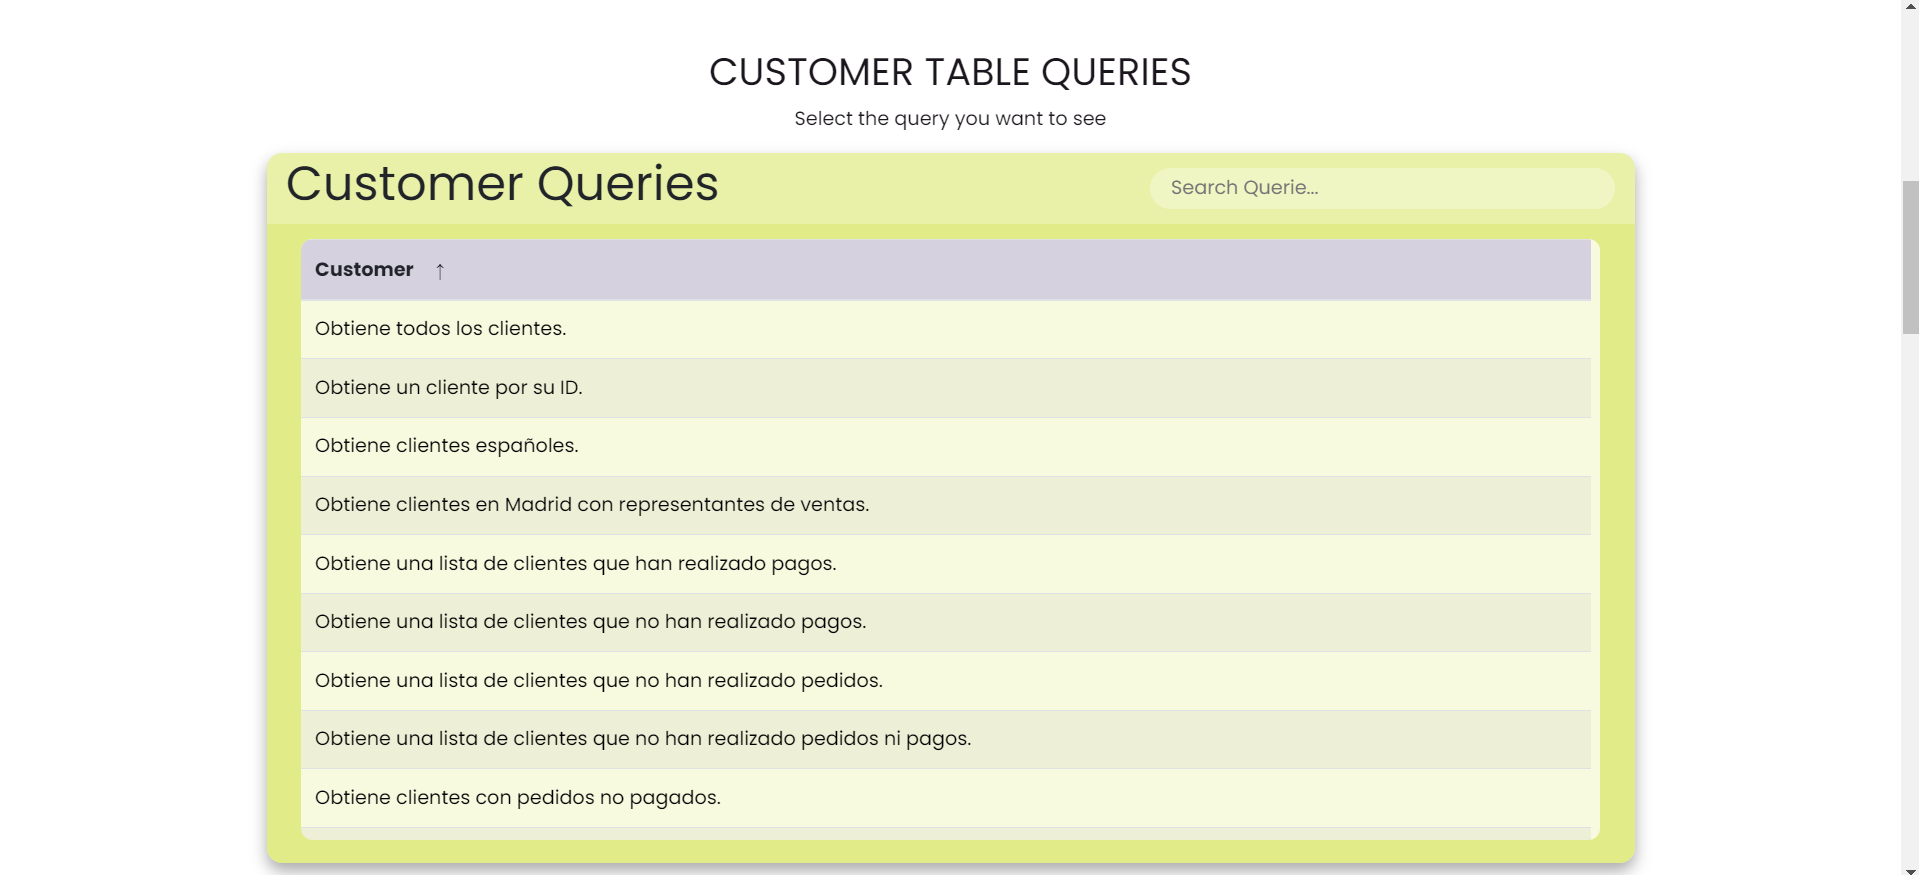 CUSTOMER TABLE QUERIES
Select the query you want to see
Customer Queries
Search Querie...
Customer ↑
Obtiene todos los clientes.
Obtiene un cliente por su ID.
Obtiene clientes españoles.
Obtiene clientes en Madrid con representantes de ventas.
Obtiene una lista de clientes que han realizado pagos.
Obtiene una lista de clientes que no han realizado pagos.
Obtiene una lista de clientes que no han realizado pedidos.
Obtiene una lista de clientes que no han realizado pedidos ni pagos.
Obtiene clientes con pedidos no pagados.